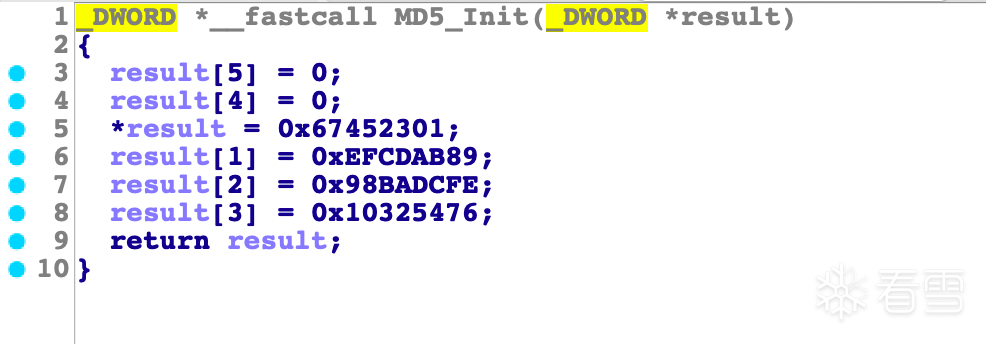 1 _DWORD *__fastcall MD5_Init(_DWORD *result)
2 {
3   result[5] = 0;
4   result[4] = 0;
5   *result = 0x67452301;
6   result[1] = 0xEFCDAB89;
7   result[2] = 0x98BADCFE;
8   result[3] = 0x10325476;
9   return result;
10 }
看雪